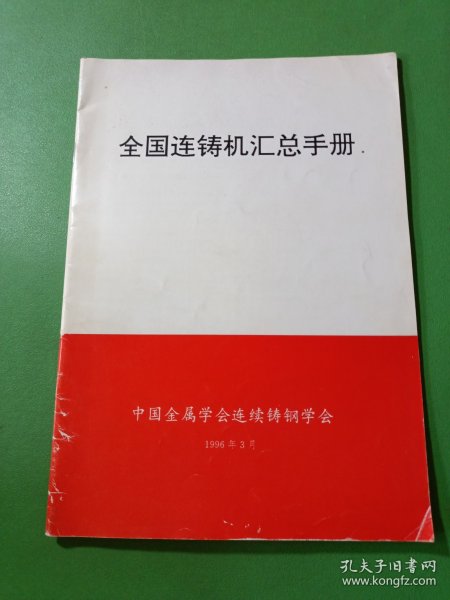 全国连铸机汇总手册
中国金属学会连续铸钢学会
1996年3月
孔夫子旧书网
www.kongfz.com